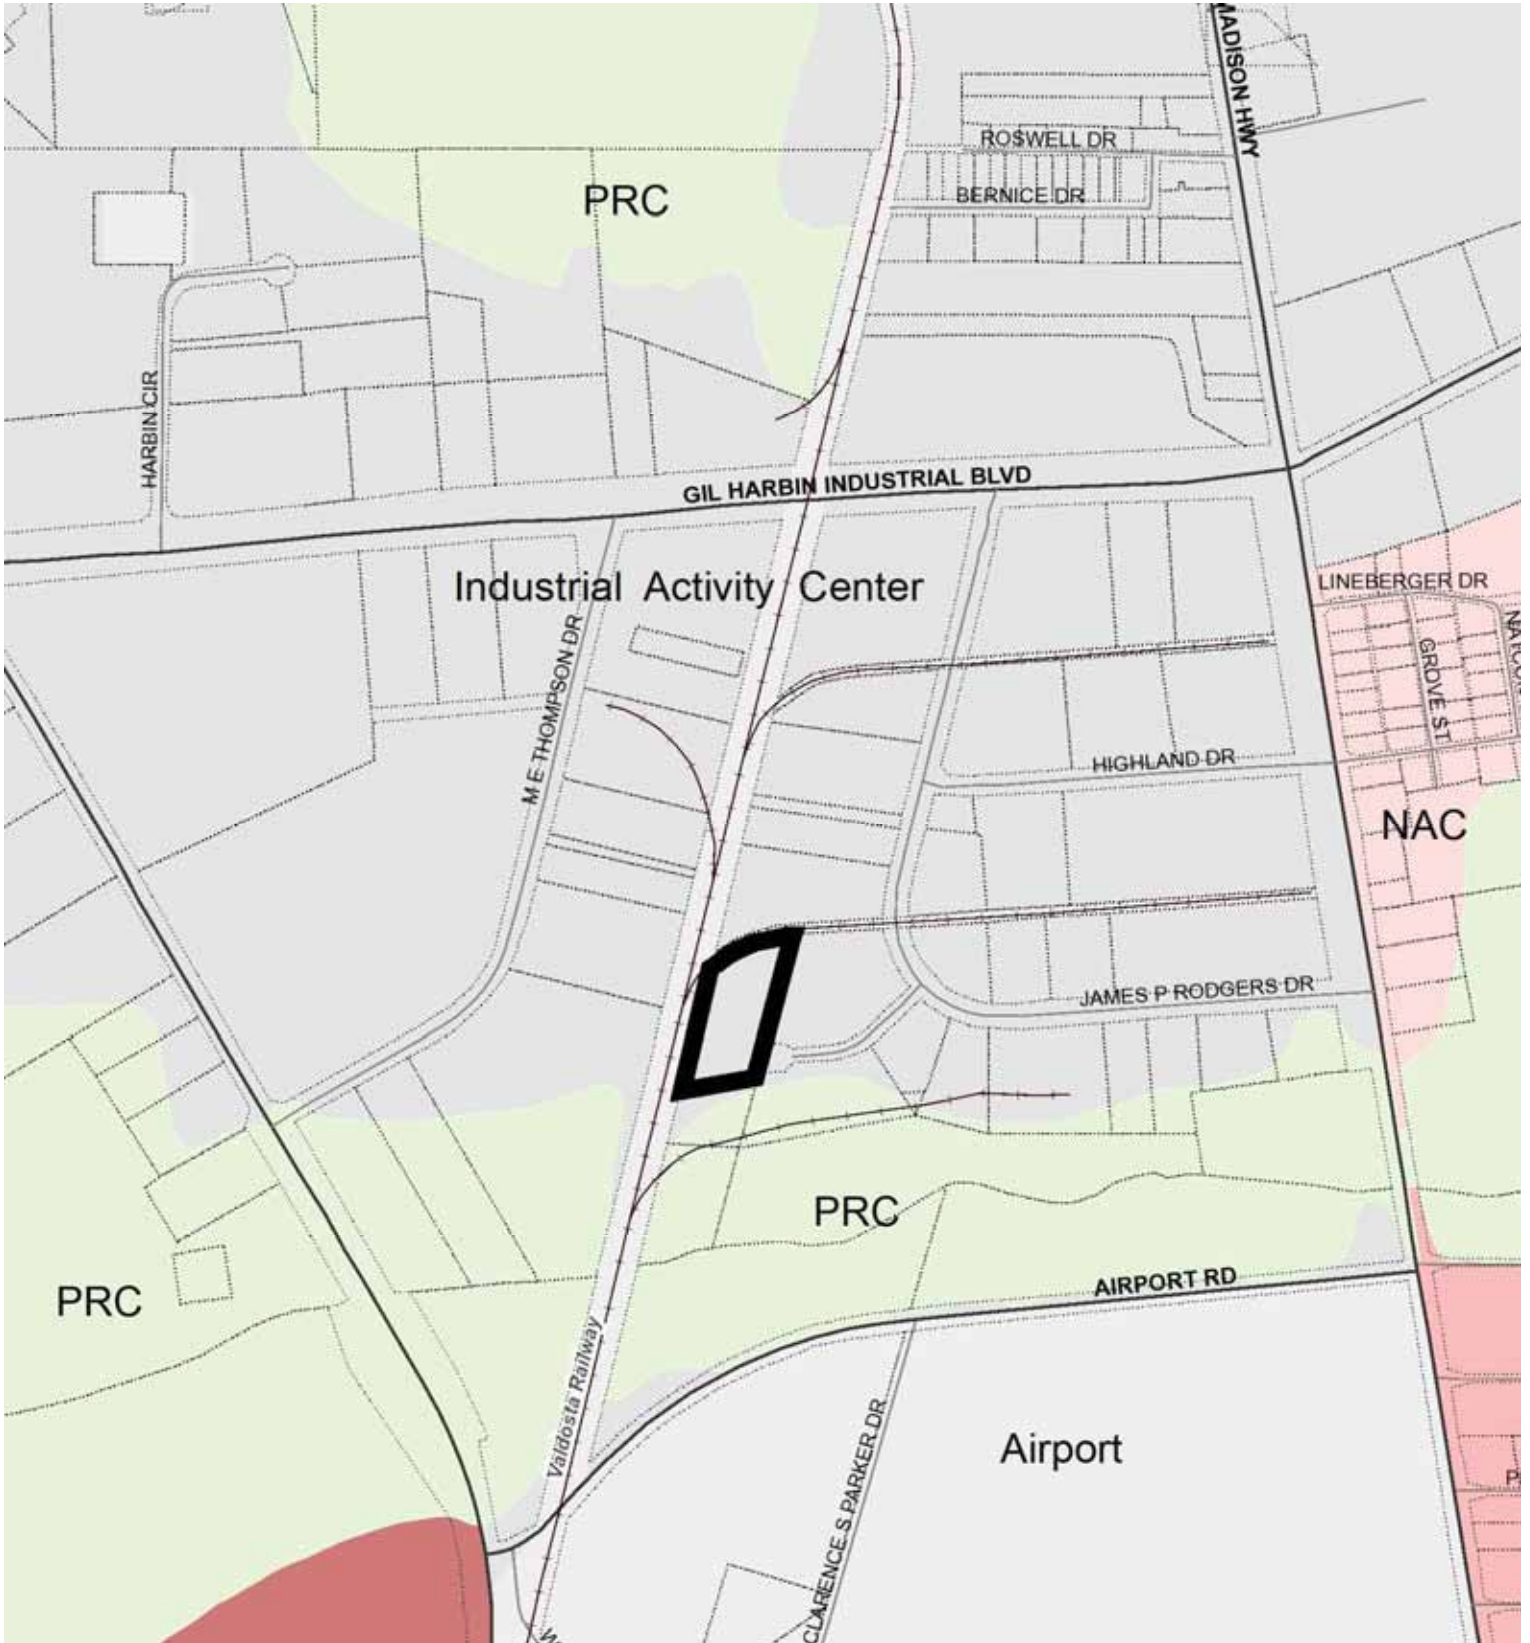 MADISON HWY
ROSWELL DR
PRC
BERNICE DR
HARBIN CIR
GIL HARBIN INDUSTRIAL BLVD
Industrial Activity Center
LINEBERGER DR
M E THOMPSON DR
GROVE ST
HIGHLAND DR
NAC
JAMES P RODGERS DR
PRC
AIRPORT RD
PRC
Valdosta Railway
Airport
CLARENCE S PARKER DR